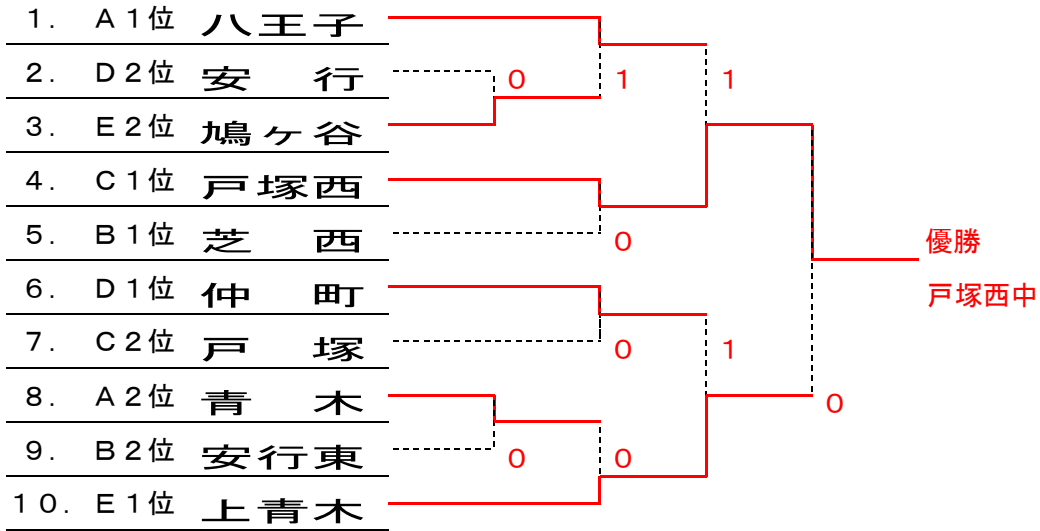 １． Ａ１位 八王子
２． Ｄ２位 安 行
０ １ １
３． Ｅ２位 鳩ヶ谷
４． Ｃ１位 戸塚西
５． Ｂ１位 芝 西
０
優勝
６． Ｄ１位 仲 町
戸塚西中
７． Ｃ２位 戸 塚
０ １
８． Ａ２位 青 木
０
９． Ｂ２位 安行東
０ ０
１０． Ｅ１位 上青木